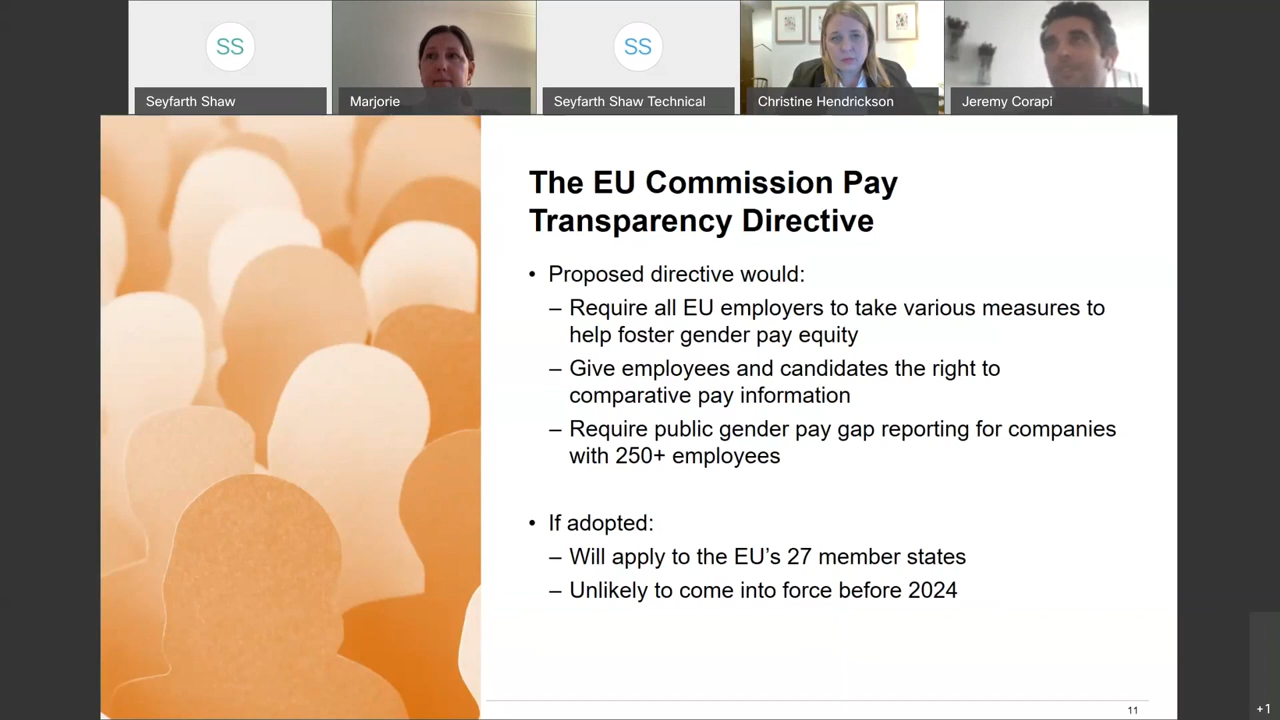 SS
SS
Seyfarth Shaw
Marjorie
Seyfarth Shaw Technical
Christine Hendrickson
Jeremy Corapi
The EU Commission Pay
Transparency Directive
• Proposed directive would:
– Require all EU employers to take various measures to
help foster gender pay equity
– Give employees and candidates the right to
comparative pay information
– Require public gender pay gap reporting for companies
with 250+ employees
• If adopted:
– Will apply to the EU’s 27 member states
– Unlikely to come into force before 2024
11
+1